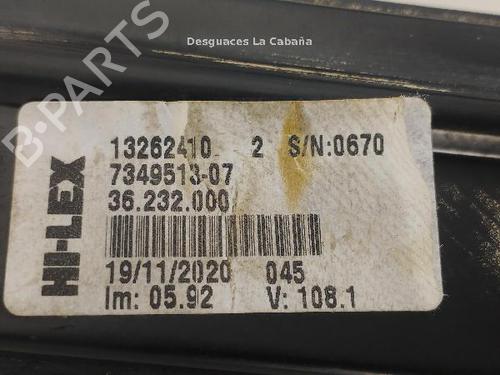 Desguaces La Cabaña
HI-LEX
13262410 2 S/N:0670
7349513-07
36.232.000
19/11/2020 045
Im: 05.92 V: 108.1
B-PARTS